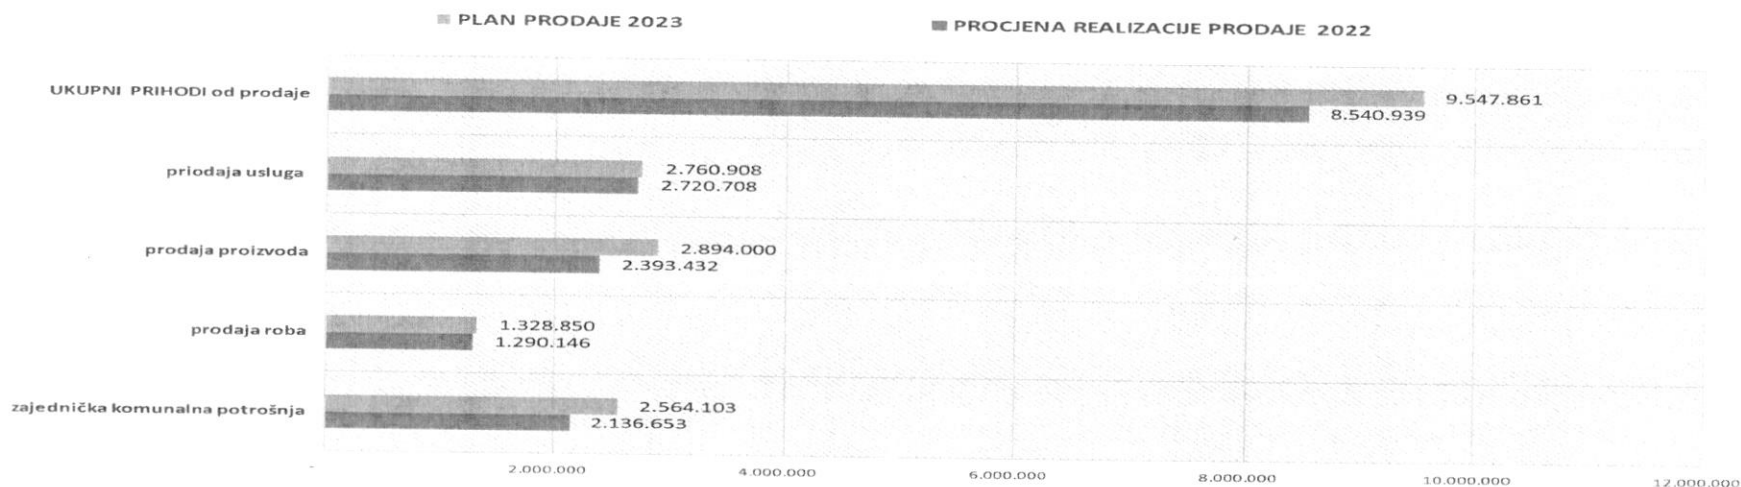 PLAN PRODAJE 2023
PROCJENA REALIZACIJE PRODAJE 2022
UKUPNI PRIHODI od prodaje
9.547.861
8.540.939
priodaja usluga
2.760.908
2.720.708
prodaja proizvoda
2.894.000
2.393.432
prodaja roba
1.328.850
1.290.146
zajednička komunalna potrošnja
2.564.103
2.136.653
- 2.000.000 4.000.000 6.000.000 8.000.000 10.000.000 12.000.000